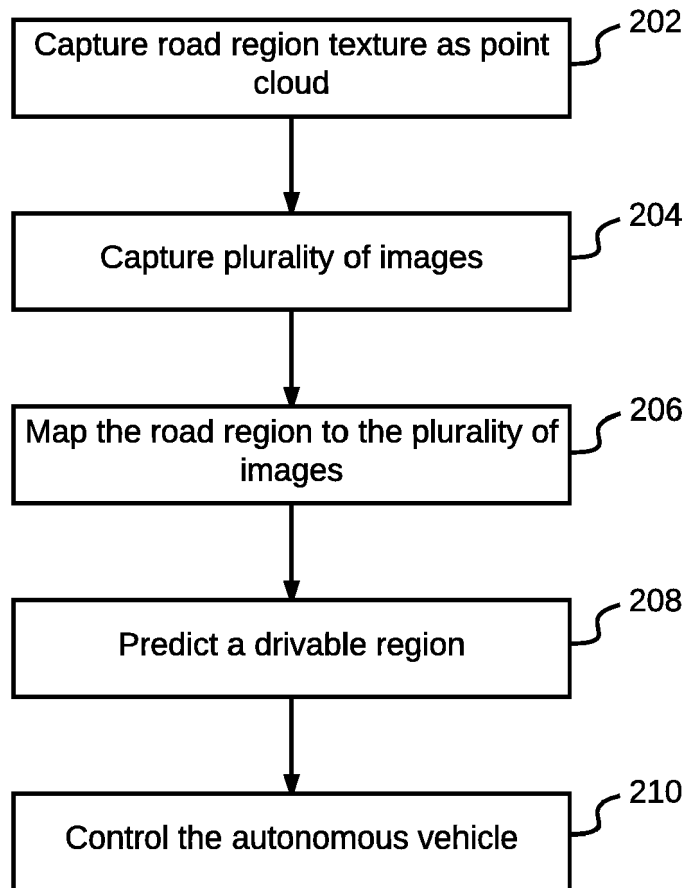 202
Capture road region texture as point
cloud
204
Capture plurality of images
206
Map the road region to the plurality of
images
208
Predict a drivable region
210
Control the autonomous vehicle